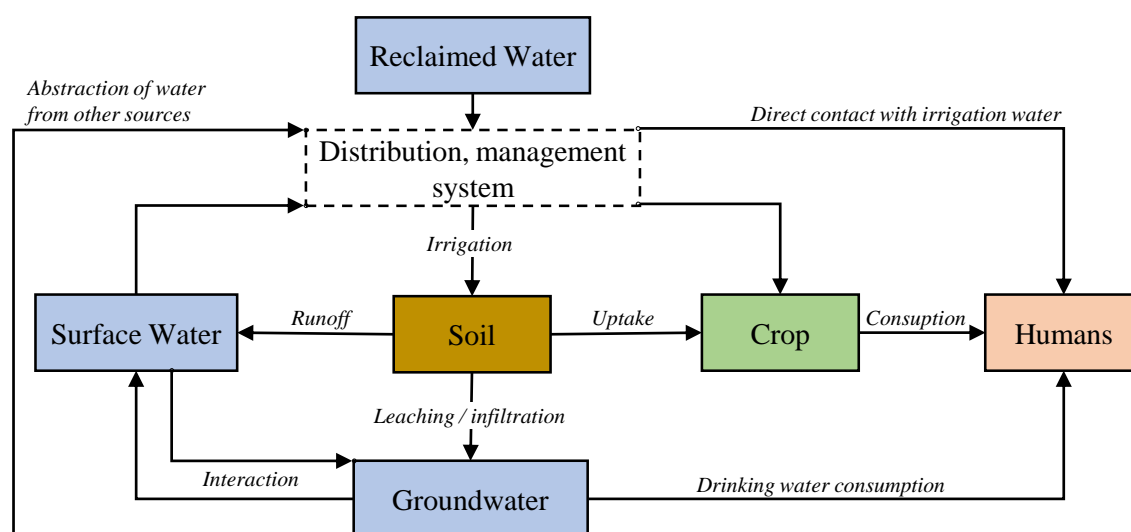 Reclaimed Water
Abstraction of water
from other sources
Direct contact with irrigation water
Distribution, management
system
Irrigation
Surface Water
Runoff
Soil
Uptake
Crop
Consuption
Humans
Leaching / infiltration
Interaction
Groundwater
Drinking water consumption